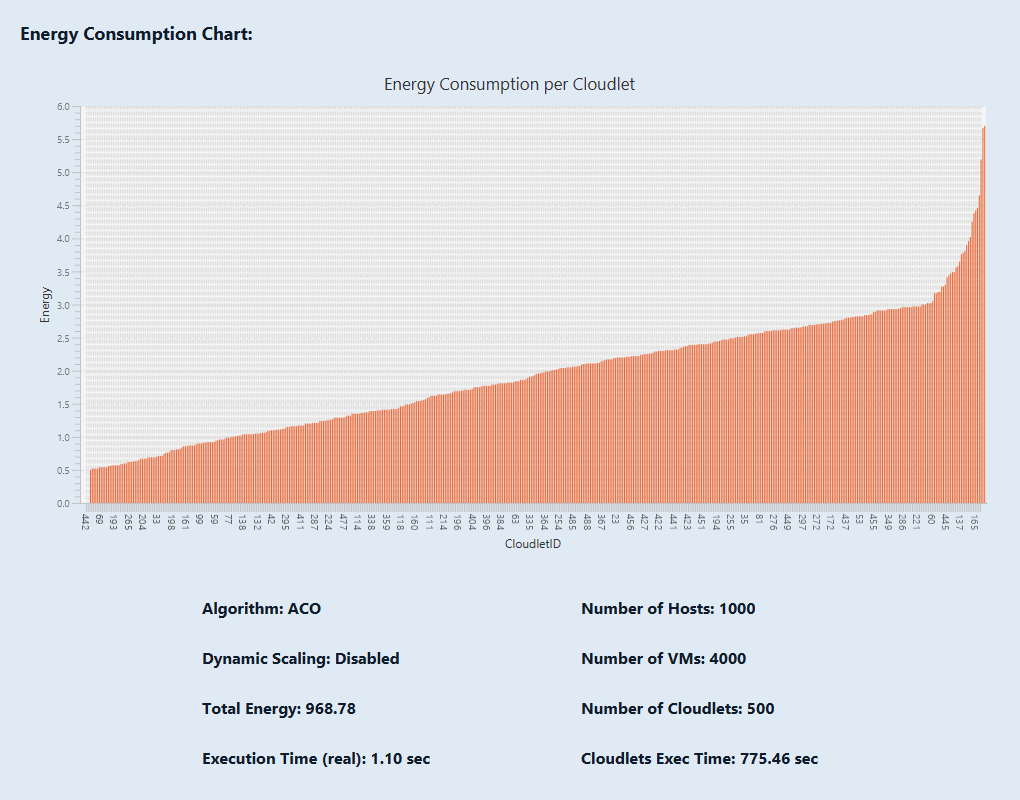 Energy Consumption Chart:
Energy Consumption per Cloudlet
6.0
5.5
5.0
4.5
4.0
3.5
3.0
2.5
2.0
1.5
1.0
0.5
0.0
Energy
442 69 193 265 204 33 198 161 99 59 77 138 132 42 295 411 287 224 477 114 338 359 118 160 111 214 196 404 396 384 63 335 364 254 485 488 367 23 456 427 422 441 423 451 194 255 35 81 276 449 297 272 172 437 53 455 349 286 221 60 445 137 165
CloudletID
Algorithm: ACO
Number of Hosts: 1000
Dynamic Scaling: Disabled
Number of VMs: 4000
Total Energy: 968.78
Number of Cloudlets: 500
Execution Time (real): 1.10 sec
Cloudlets Exec Time: 775.46 sec